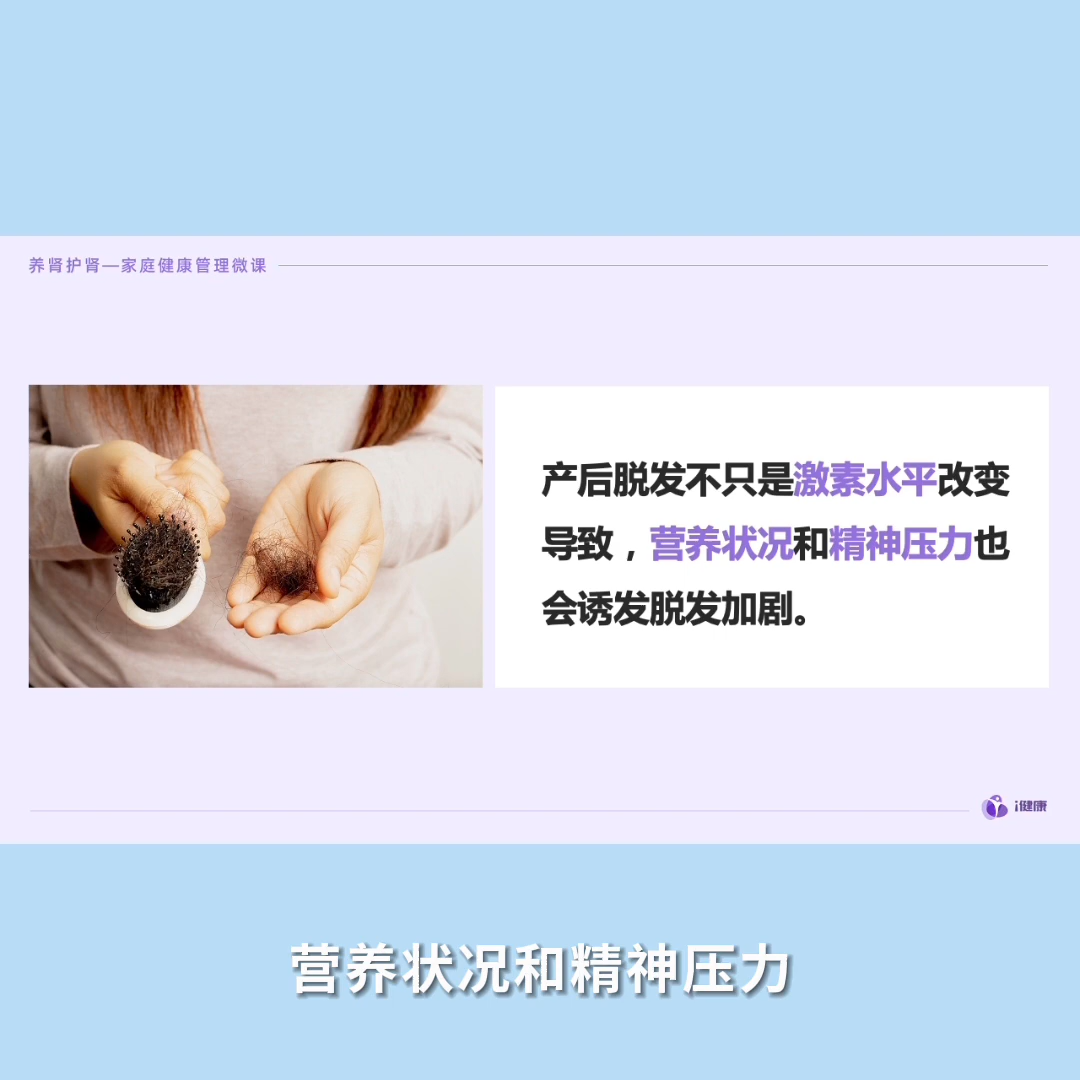 养肾护肾—家庭健康管理微课
产后脱发不只是激素水平改变
导致，营养状况和精神压力也
会诱发脱发加剧。
i健康
营养状况和精神压力